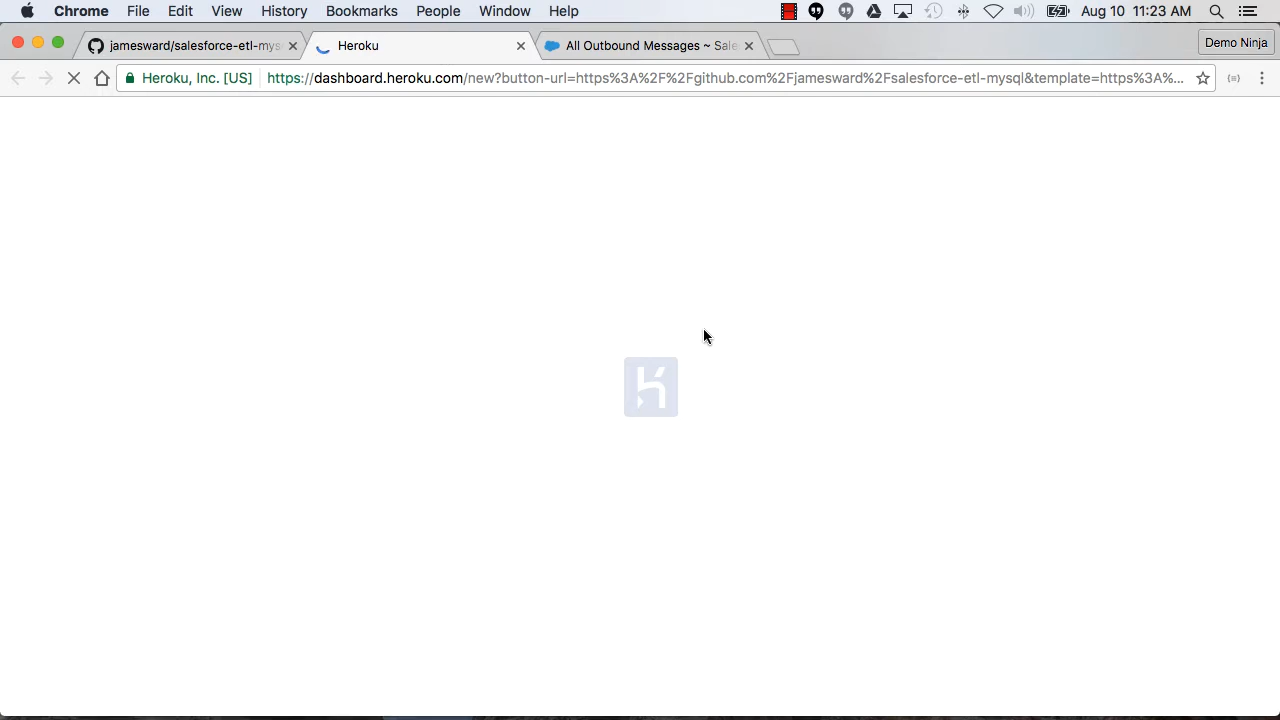 Chrome File Edit View History Bookmarks People Window Help Aug 10 11:23 AM
jamesward/salesforce-etl-mys Heroku All Outbound Messages ~ Sale Demo Ninja
Heroku, Inc. [US] https://dashboard.heroku.com/new?button-url=https%3A%2F%2Fgithub.com%2Fjamesward%2Fsalesforce-etl-mysql&template=https%3A%...